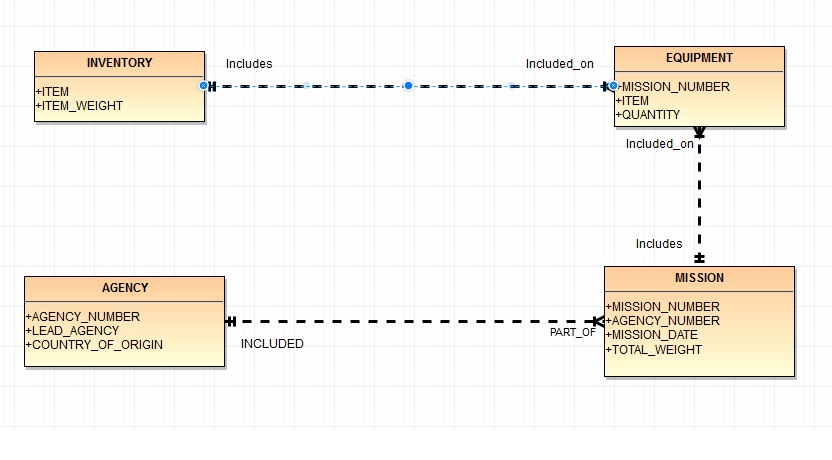 INVENTORY
+ITEM
+ITEM_WEIGHT
Includes
Included_on
EQUIPMENT
+MISSION_NUMBER
+ITEM
+QUANTITY
Included_on
Includes
AGENCY
+AGENCY_NUMBER
+LEAD_AGENCY
+COUNTRY_OF_ORIGIN
INCLUDED
PART_OF
MISSION
+MISSION_NUMBER
+AGENCY_NUMBER
+MISSION_DATE
+TOTAL_WEIGHT